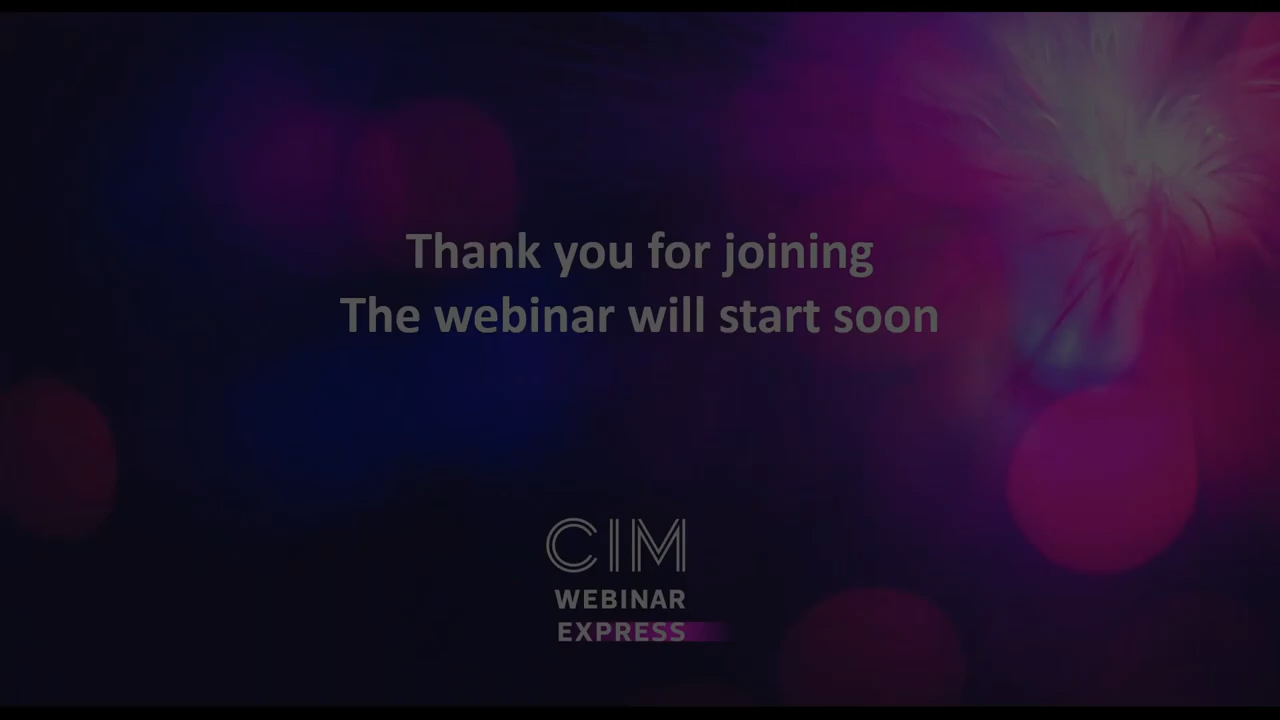 Thank you for joining
The webinar will start soon
CIM
WEBINAR
EXPRESS